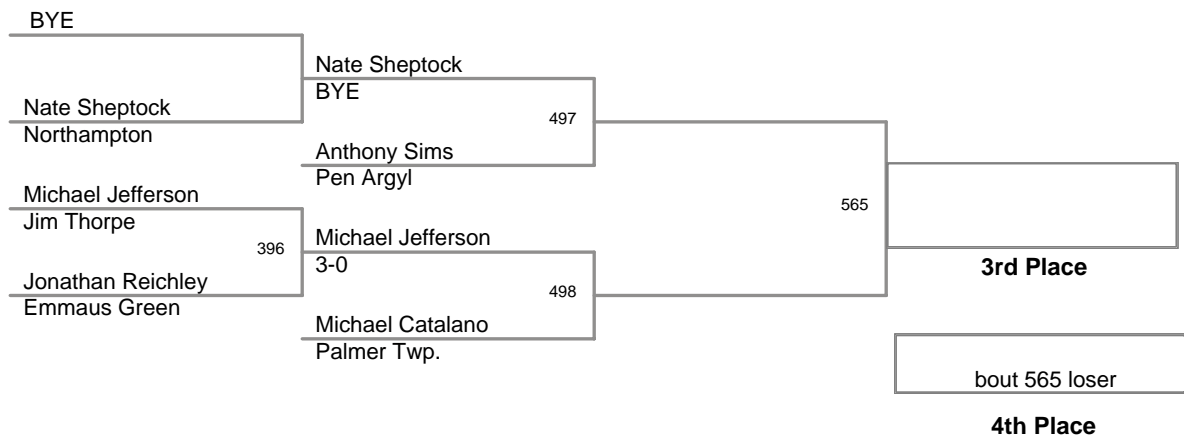 BYE
Nate Sheptock
BYE
Nate Sheptock
Northampton
497
Anthony Sims
Pen Argyl
Michael Jefferson
Jim Thorpe
565
396
Michael Jefferson
3-0
3rd Place
Jonathan Reichley
Emmaus Green
498
Michael Catalano
Palmer Twp.
bout 565 loser
4th Place